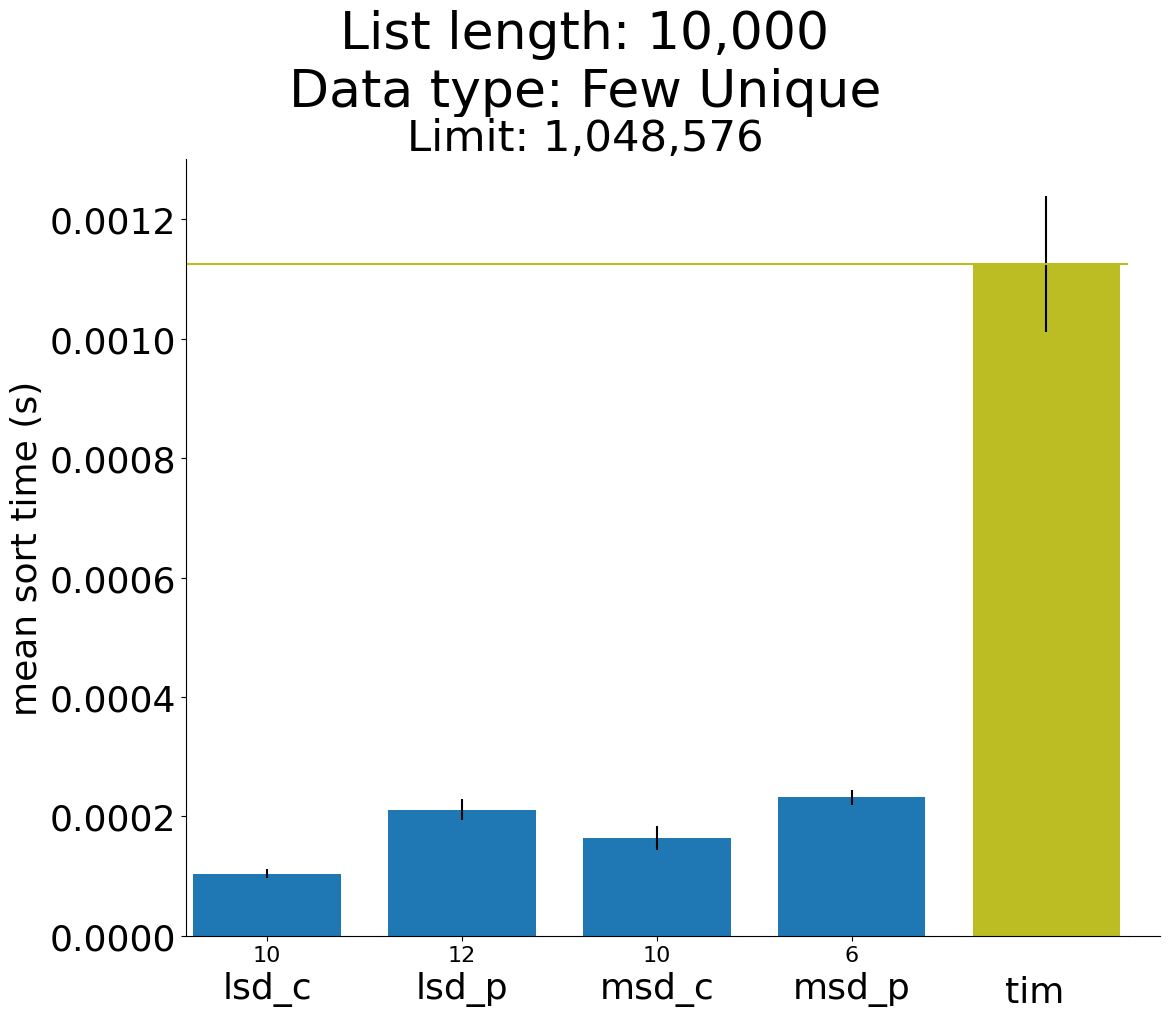 List length: 10,000
Data type: Few Unique
Limit: 1,048,576
mean sort time (s)
0.0012
0.0010
0.0008
0.0006
0.0004
0.0002
0.0000
10 12 10 6
lsd_c lsd_p msd_c msd_p tim